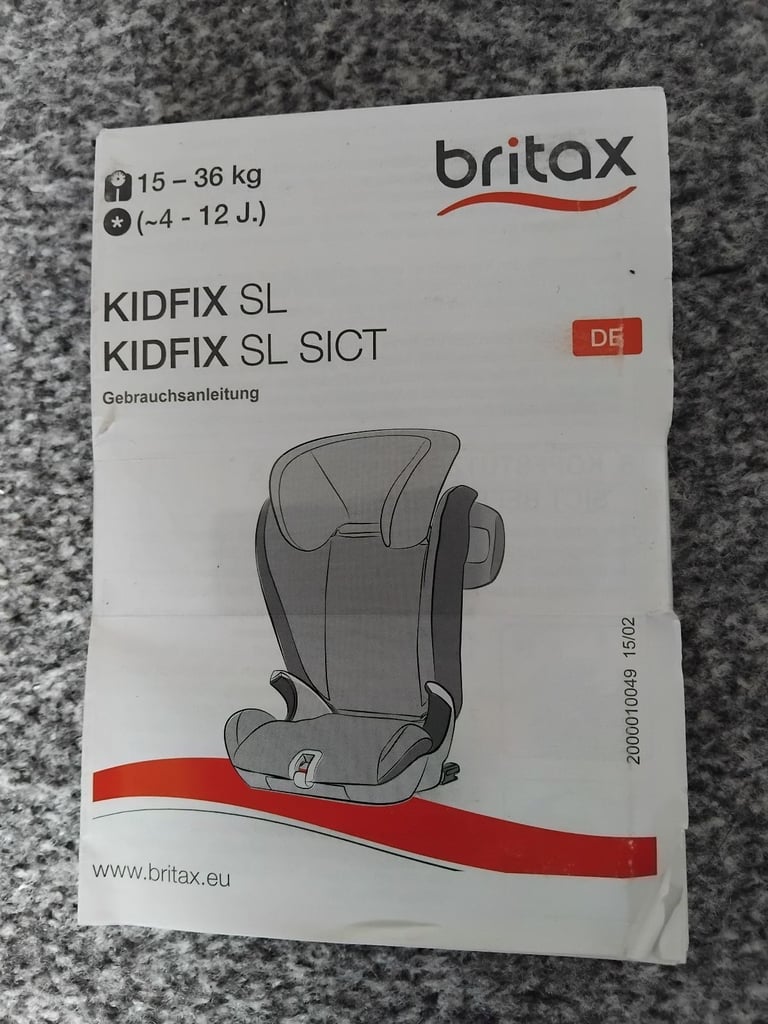 15 – 36 kg
(~4 - 12 J.)
britax
KIDFIX SL
KIDFIX SL SICT
DE
Gebrauchsanleitung
2000010049 15/02
www.britax.eu